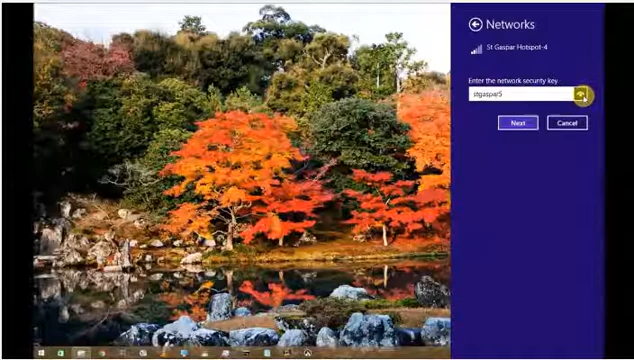 Networks
St Gaspar Hotspot-4
Enter the network security key
stgaspar5
Next
Cancel